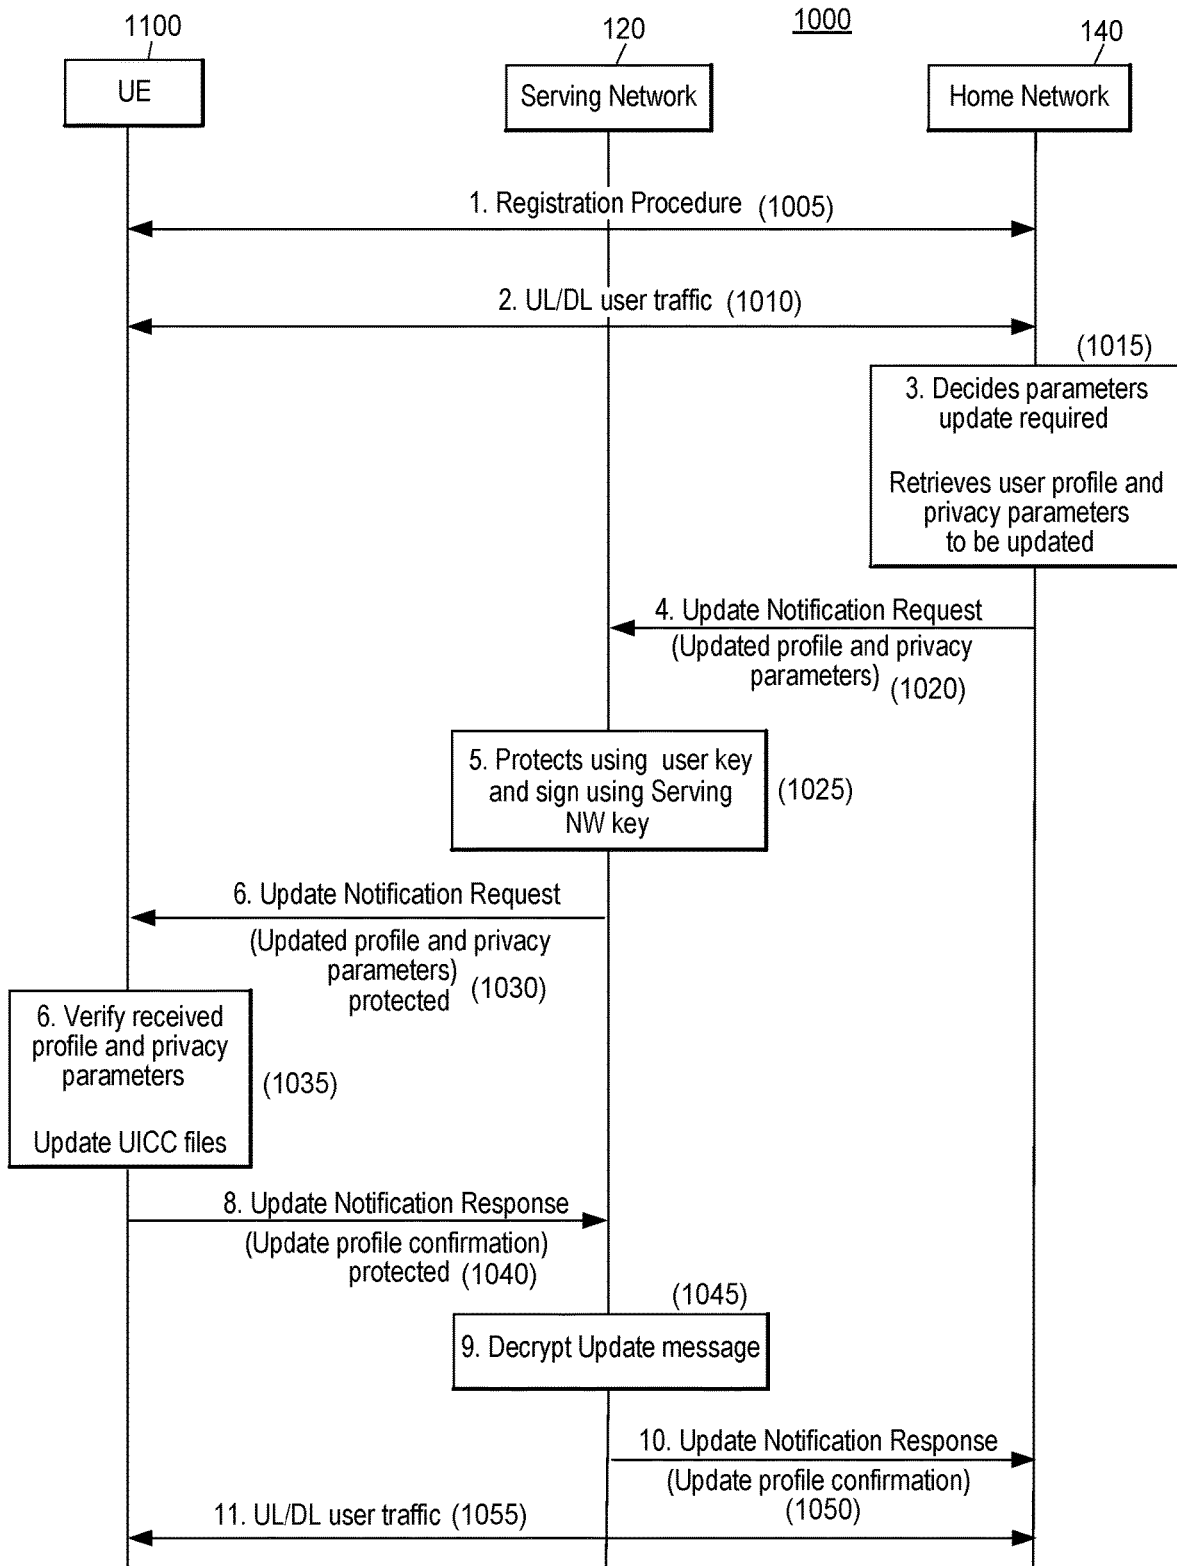 1000
1100
120
140
UE
Serving Network
Home Network
1. Registration Procedure (1005)
2. UL/DL user traffic (1010)
(1015)
3. Decides parameters
update required
Retrieves user profile and
privacy parameters
to be updated
4. Update Notification Request
(Updated profile and privacy
parameters) (1020)
5. Protects using user key
and sign using Serving
NW key
(1025)
6. Update Notification Request
(Updated profile and privacy
parameters)
protected (1030)
6. Verify received
profile and privacy
parameters
Update UICC files
(1035)
8. Update Notification Response
(Update profile confirmation)
protected (1040)
(1045)
9. Decrypt Update message
10. Update Notification Response
(Update profile confirmation)
(1050)
11. UL/DL user traffic (1055)